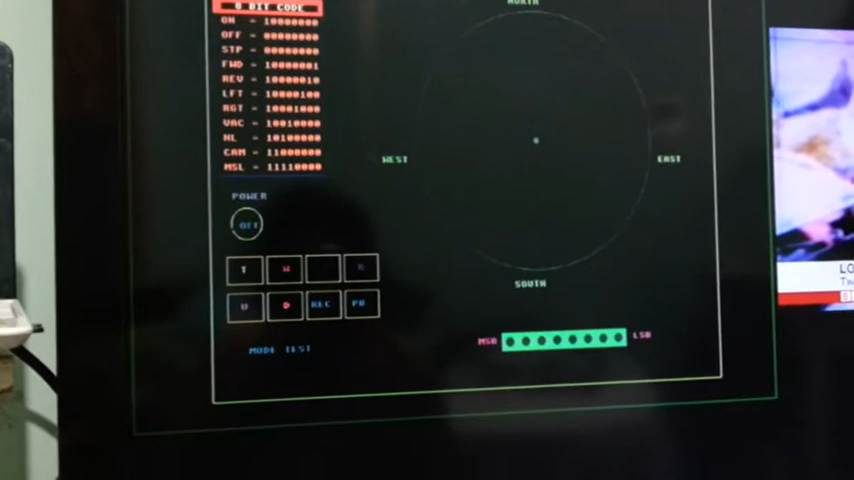 8 BIT CODE
ON = 10000000
OFF = 00000000
STP = 00000000
FWD = 10000001
REV = 10000010
LFT = 10000100
RGT = 10001000
VAC = 10010000
HL = 10100000
CAM = 11000000
MSL = 11110000
NORTH
WEST
EAST
SOUTH
POWER
OFF
T W
U D REC PB
MODE TEST
MSB LSB
LO